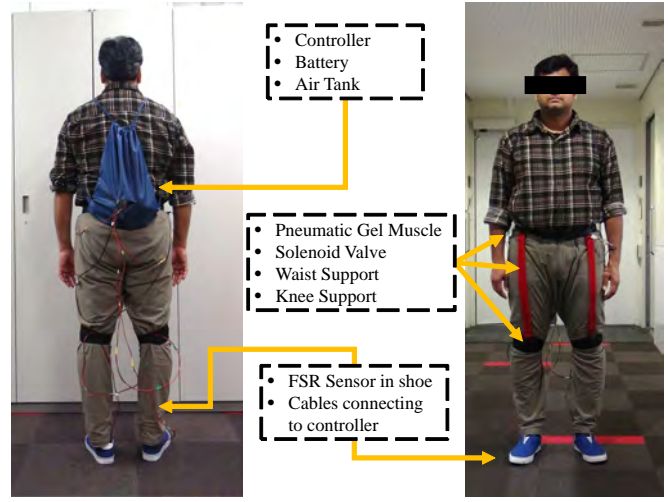 • Controller
• Battery
• Air Tank
• Pneumatic Gel Muscle
• Solenoid Valve
• Waist Support
• Knee Support
• FSR Sensor in shoe
• Cables connecting
to controller